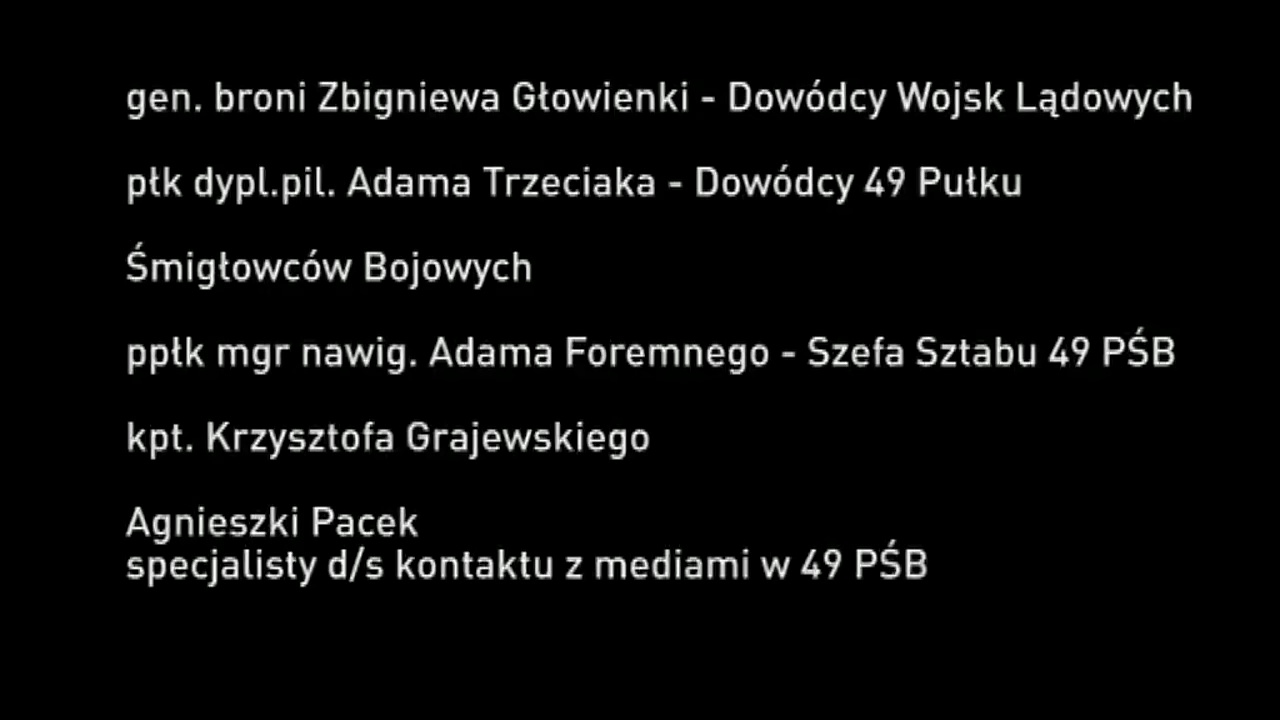 gen. broni Zbigniewa Głowienki - Dowódcy Wojsk Lądowych
płk dypl.pil. Adama Trzeciaka - Dowódcy 49 Pułku
Śmigłowców Bojowych
ppłk mgr nawig. Adama Foremnego - Szefa Sztabu 49 PŚB
kpt. Krzysztofa Grajewskiego
Agnieszki Pacek
specjalisty d/s kontaktu z mediami w 49 PŚB